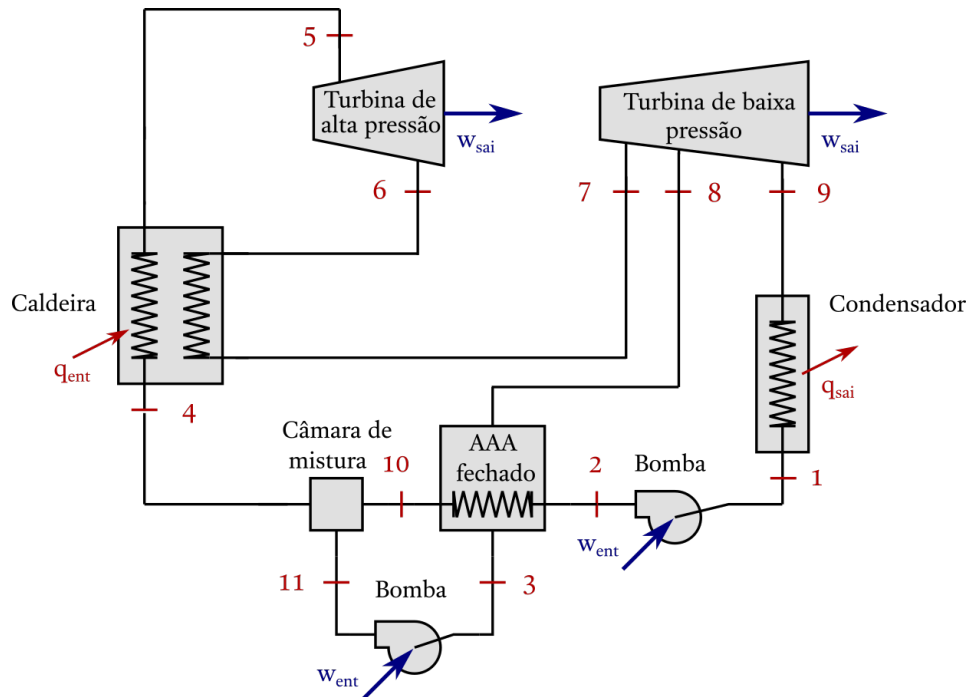 5
Turbina de
alta pressão
w_sai
Turbina de baixa
pressão
w_sai
6
7
8
9
Caldeira
q_ent
Condensador
q_sai
4
Câmara de
mistura
10
AAA
fechado
2
Bomba
1
w_ent
11
Bomba
3
w_ent